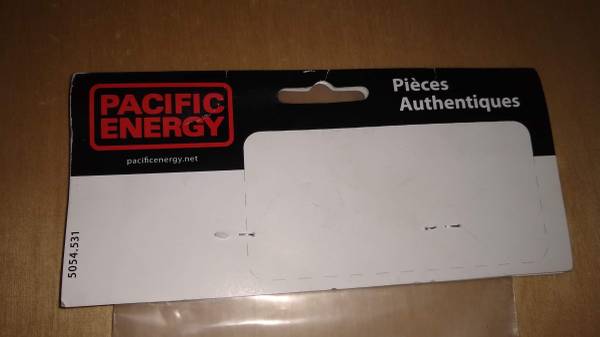 PACIFIC
ENERGY
pacificenergy.net
Pièces
Authentiques
5054.531